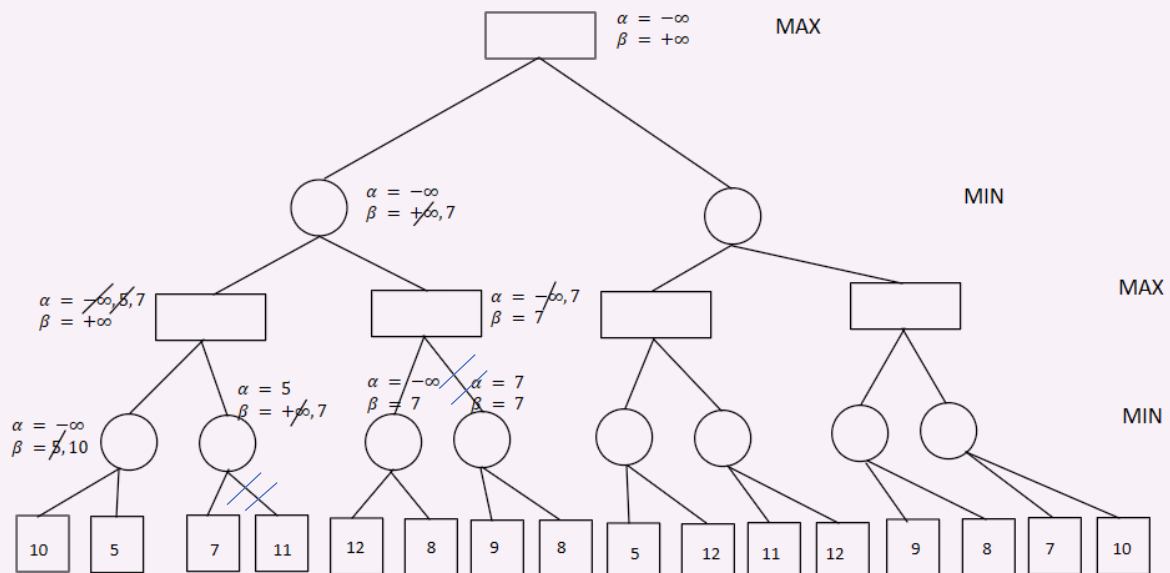 α = −∞
β = +∞
MAX
α = −∞
β = +∞, 7
MIN
α = −∞, 5, 7
β = +∞
α = −∞, 7
β = 7
MAX
α = 5
β = +∞, 7
α = −∞
β = 7
α = 7
β = 7
α = −∞
β = 5, 10
MIN
10 5 7 11 12 8 9 8 5 12 11 12 9 8 7 10